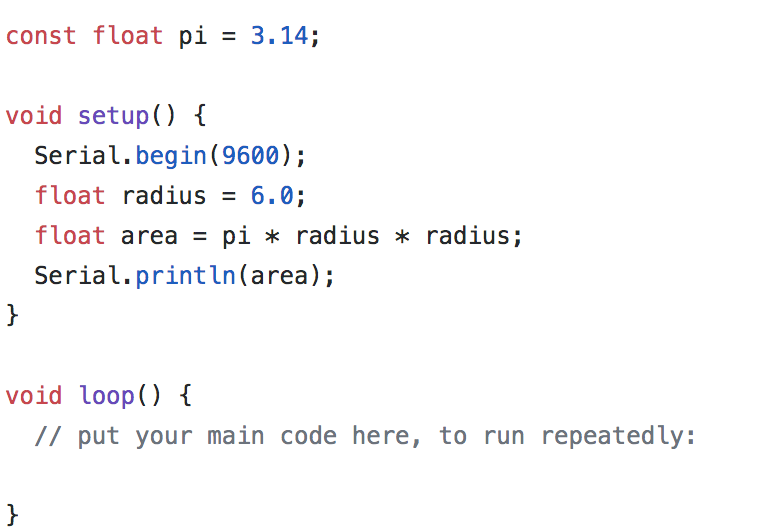 const float pi = 3.14;
void setup() {
  Serial.begin(9600);
  float radius = 6.0;
  float area = pi * radius * radius;
  Serial.println(area);
}
void loop() {
  // put your main code here, to run repeatedly:
}